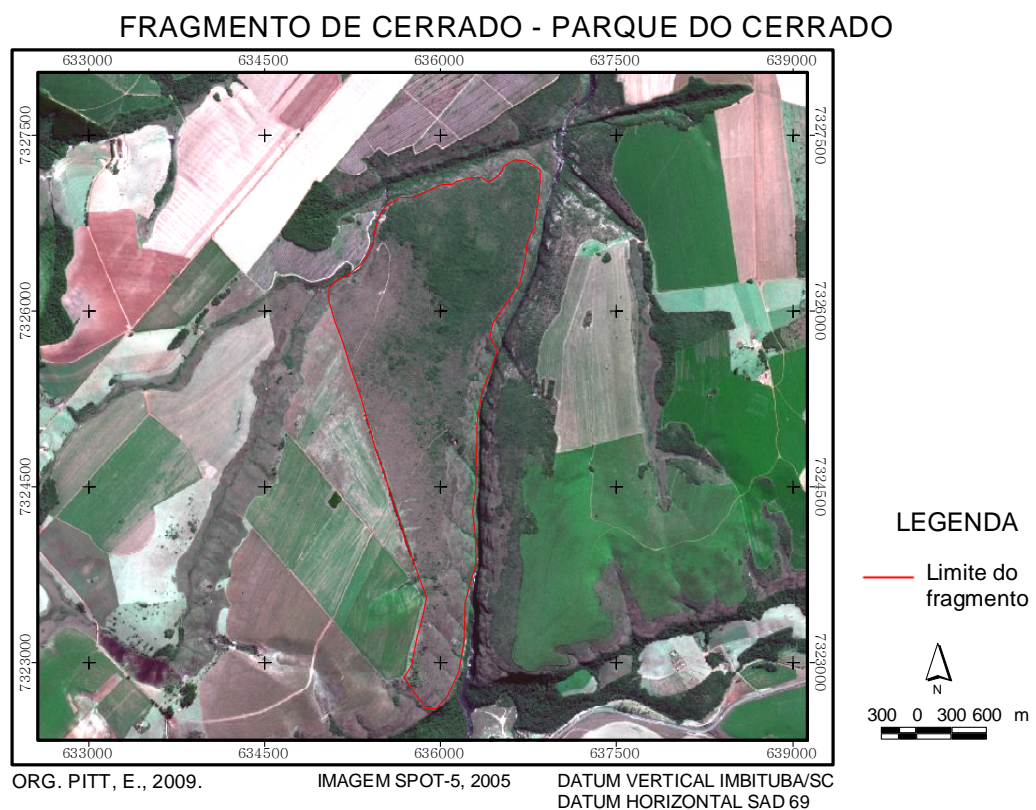 FRAGMENTO DE CERRADO - PARQUE DO CERRADO
633000 634500 636000 637500 639000
7327500 7327500
7326000 7326000
7324500 7324500
7323000 7323000
633000 634500 636000 637500 639000
LEGENDA
Limite do
fragmento
N
300 0 300 600 m
ORG. PITT, E., 2009. IMAGEM SPOT-5, 2005 DATUM VERTICAL IMBITUBA/SC
DATUM HORIZONTAL SAD 69